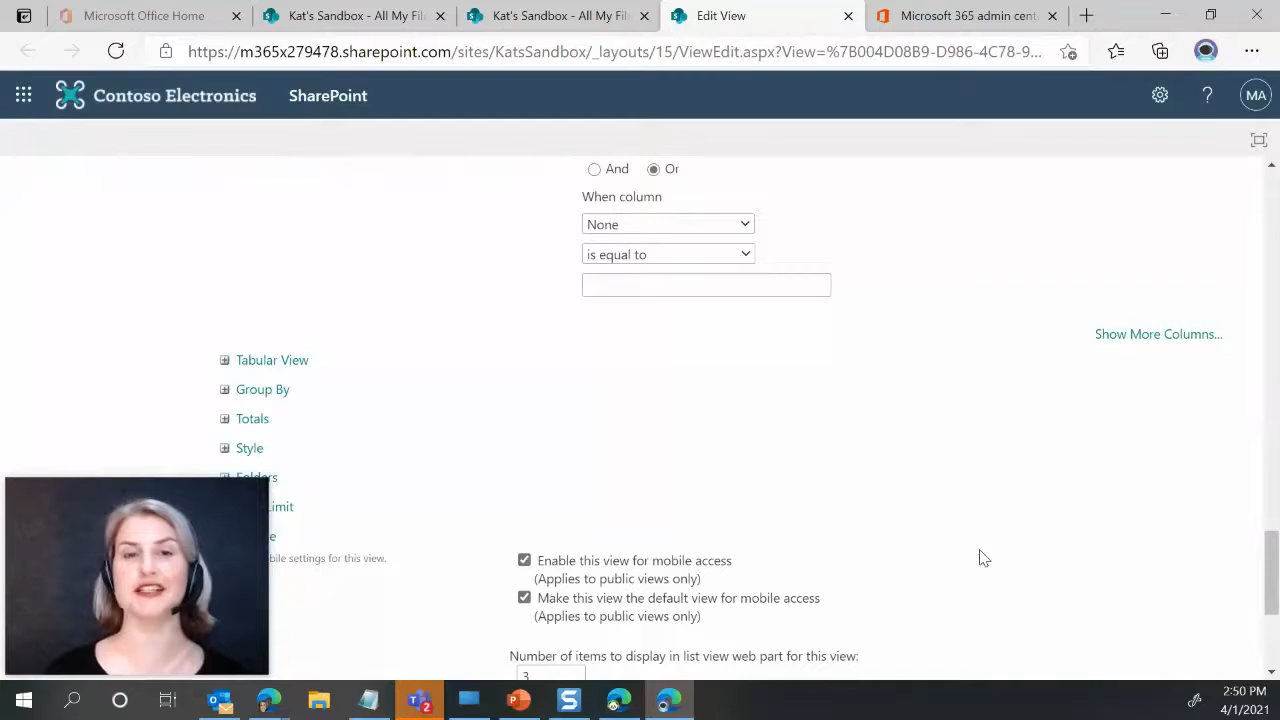 Microsoft Office Home
Kat's Sandbox - All My Fil
Kat's Sandbox - All My Fil
Edit View
Microsoft 365 admin cent
https://m365x279478.sharepoint.com/sites/KatsSandbox/_layouts/15/ViewEdit.aspx?View=%7B004D08B9-D986-4C78-9...
Contoso Electronics
SharePoint
MA
And
Or
When column
None
is equal to
Show More Columns...
Tabular View
Group By
Totals
Style
Folders
Limit
e
bile settings for this view.
Enable this view for mobile access
(Applies to public views only)
Make this view the default view for mobile access
(Applies to public views only)
Number of items to display in list view web part for this view:
3
2
2:50 PM
4/1/2021